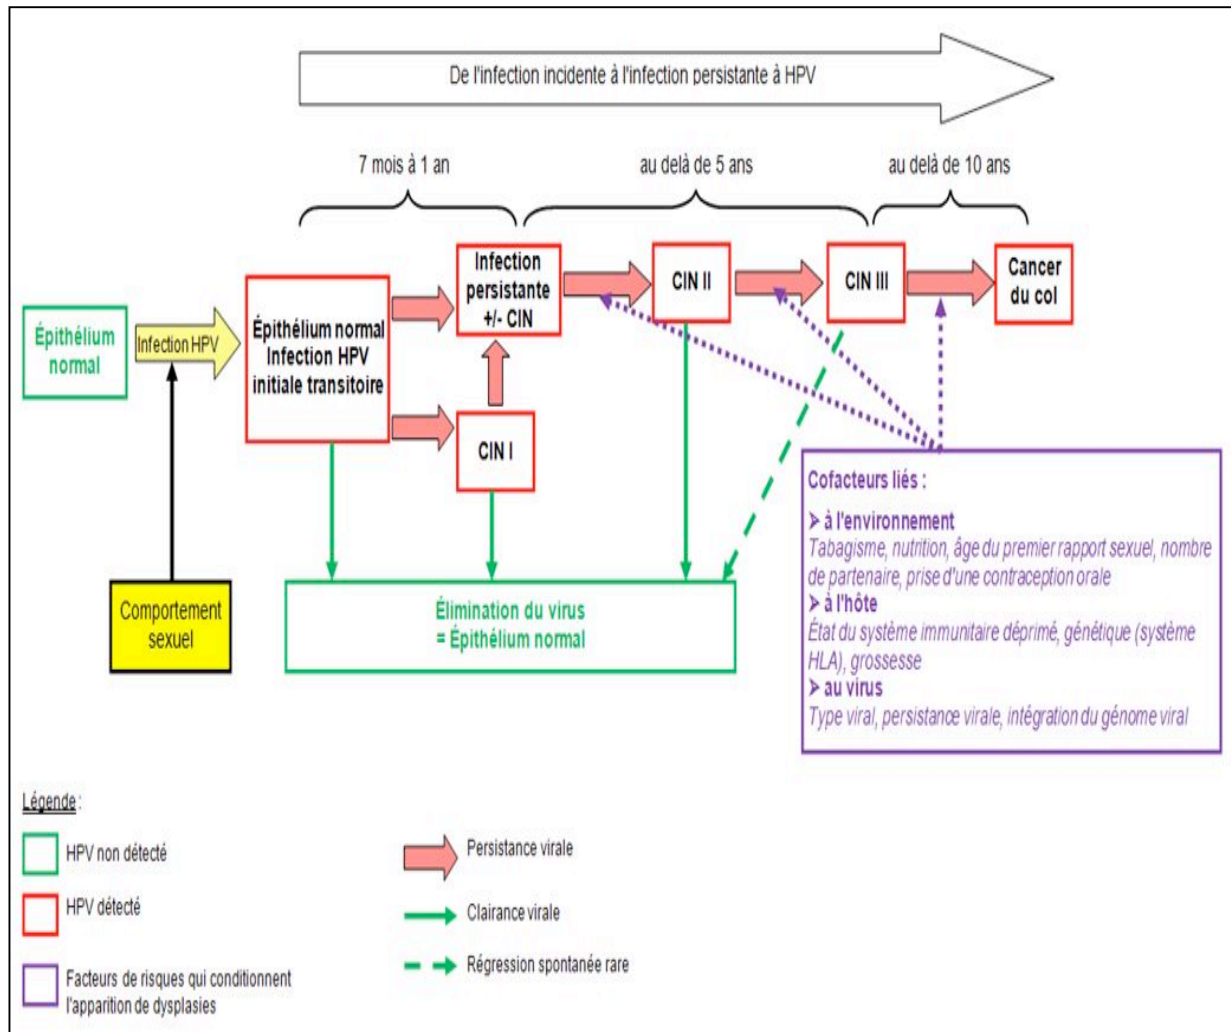 De l'infection incidente à l'infection persistante à HPV
7 mois à 1 an
au delà de 5 ans
au delà de 10 ans
Épithélium
normal
Infection HPV
Épithélium normal
Infection HPV
initiale transitoire
Infection
persistante
+/- CIN
CIN I
CIN II
CIN III
Cancer
du col
Comportement
sexuel
Élimination du virus
= Épithélium normal
Cofacteurs liés :
➤ à l'environnement
Tabagisme, nutrition, âge du premier rapport sexuel, nombre
de partenaire, prise d'une contraception orale
➤ à l'hôte
État du système immunitaire déprimé, génétique (système
HLA), grossesse
➤ au virus
Type viral, persistance virale, intégration du génome viral
Légende :
HPV non détecté
HPV détecté
Facteurs de risques qui conditionnent
l'apparition de dysplasies
Persistance virale
Clairance virale
Régression spontanée rare